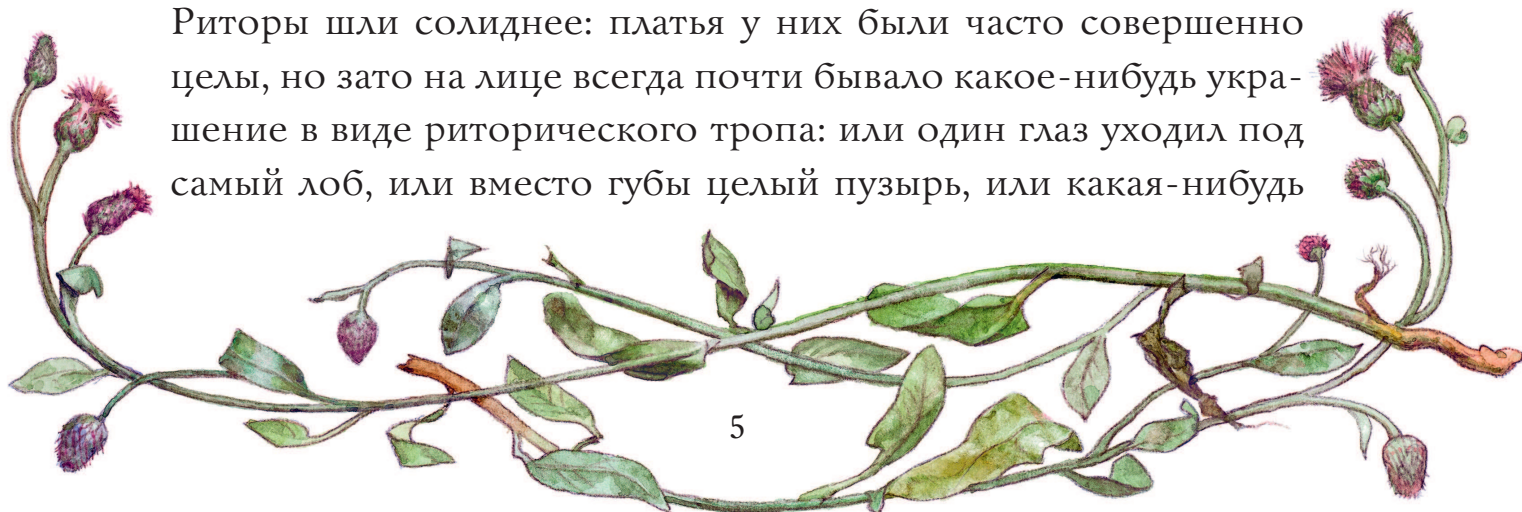 Риторы шли солиднее: платья у них были часто совершенно
целы, но зато на лице всегда почти бывало какое-нибудь укра-
шение в виде риторического тропа: или один глаз уходил под
самый лоб, или вместо губы целый пузырь, или какая-нибудь
5